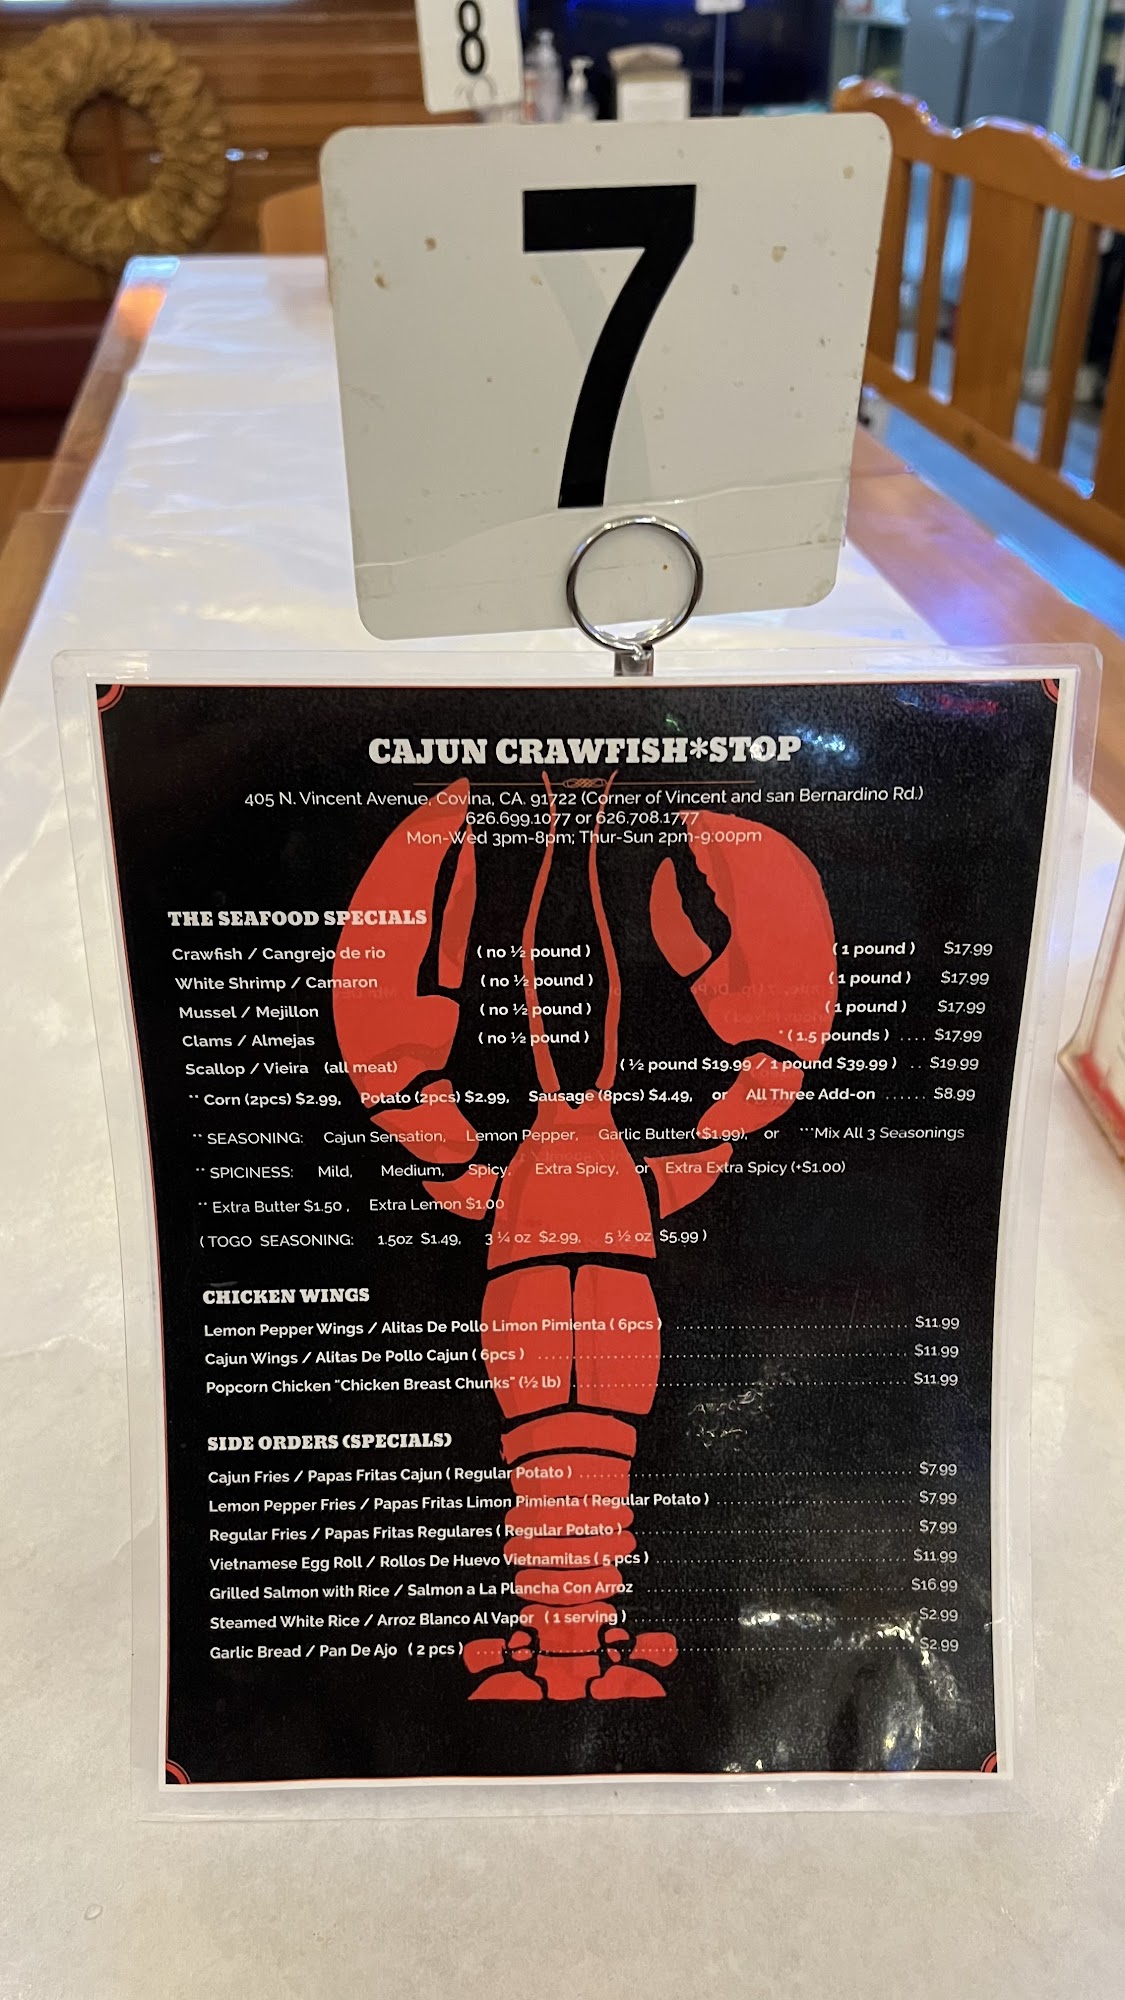 8
7
CAJUN CRAWFISH*STOP
405 N. Vincent Avenue, Covina, CA. 91722 (Corner of Vincent and san Bernardino Rd.)
626.699.1077 or 626.708.1777
Mon-Wed 3pm-8pm; Thur-Sun 2pm-9:00pm
THE SEAFOOD SPECIALS
Crawfish / Cangrejo de rio ( no ½ pound ) ( 1 pound ) $17.99
White Shrimp / Camaron ( no ½ pound ) ( 1 pound ) $17.99
Mussel / Mejillon ( no ½ pound ) ( 1 pound ) $17.99
Clams / Almejas ( no ½ pound ) *( 1.5 pounds ) .... $17.99
Scallop / Vieira (all meat) ( ½ pound $19.99 / 1 pound $39.99 ) .. $19.99
** Corn (2pcs) $2.99, Potato (2pcs) $2.99, Sausage (8pcs) $4.49, or All Three Add-on ...... $8.99
** SEASONING: Cajun Sensation, Lemon Pepper, Garlic Butter(+$1.99), or ***Mix All 3 Seasonings
** SPICINESS: Mild, Medium, Spicy, Extra Spicy, or Extra Extra Spicy (+$1.00)
** Extra Butter $1.50 , Extra Lemon $1.00
( TOGO SEASONING: 1.5oz $1.49, 3 ¼ oz $2.99, 5 ½ oz $5.99 )
CHICKEN WINGS
Lemon Pepper Wings / Alitas De Pollo Limon Pimienta ( 6pcs ) ........ $11.99
Cajun Wings / Alitas De Pollo Cajun ( 6pcs ) ........ $11.99
Popcorn Chicken "Chicken Breast Chunks" (½ lb) ........ $11.99
SIDE ORDERS (SPECIALS)
Cajun Fries / Papas Fritas Cajun ( Regular Potato ) ........ $7.99
Lemon Pepper Fries / Papas Fritas Limon Pimienta ( Regular Potato ) ........ $7.99
Regular Fries / Papas Fritas Regulares ( Regular Potato ) ........ $7.99
Vietnamese Egg Roll / Rollos De Huevo Vietnamitas ( 5 pcs ) ........ $11.99
Grilled Salmon with Rice / Salmon a La Plancha Con Arroz ........ $16.99
Steamed White Rice / Arroz Blanco Al Vapor ( 1 serving ) ........ $2.99
Garlic Bread / Pan De Ajo ( 2 pcs ) ........ $2.99